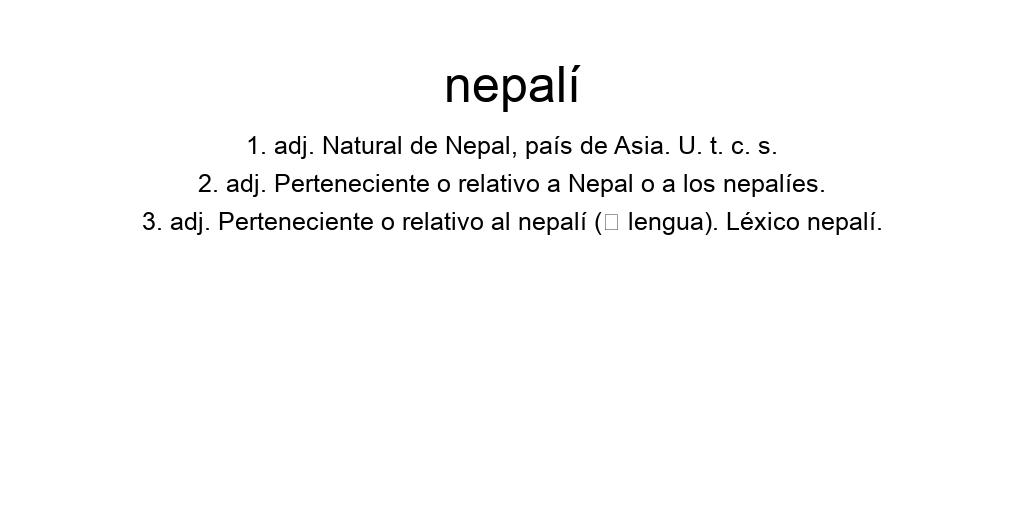 nepalí
1. adj. Natural de Nepal, país de Asia. U. t. c. s.
2. adj. Perteneciente o relativo a Nepal o a los nepalíes.
3. adj. Perteneciente o relativo al nepalí (□ lengua). Léxico nepalí.